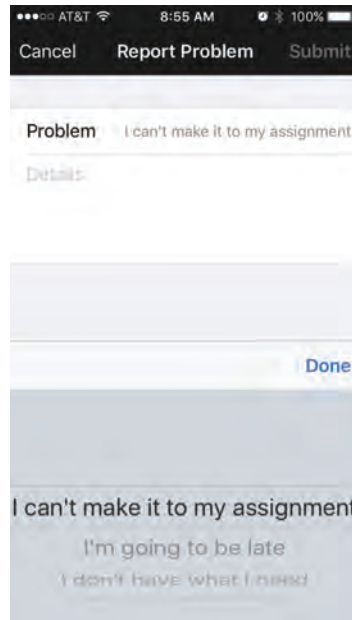 AT&T 8:55 AM 100%
Cancel Report Problem Submit
Problem I can't make it to my assignment
Details
Done
I can't make it to my assignment
I'm going to be late
I don't have what I need